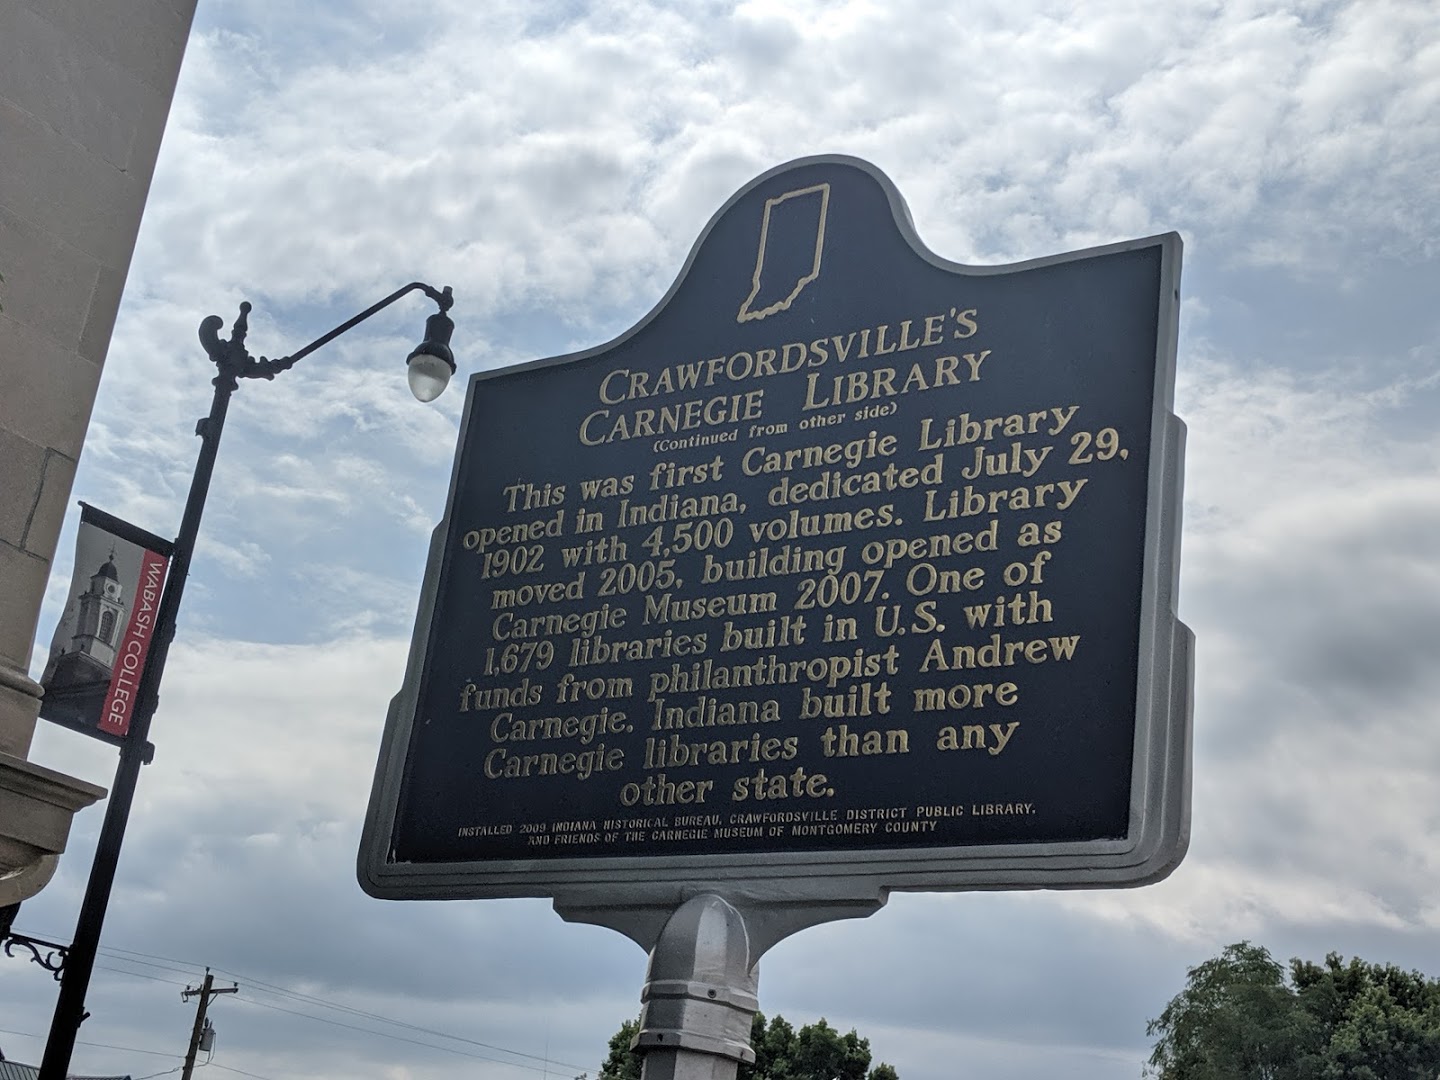 CRAWFORDSVILLE'S
CARNEGIE LIBRARY
(Continued from other side)
This was first Carnegie Library
opened in Indiana, dedicated July 29,
1902 with 4,500 volumes. Library
moved 2005, building opened as
Carnegie Museum 2007. One of
1,679 libraries built in U.S. with
funds from philanthropist Andrew
Carnegie. Indiana built more
Carnegie libraries than any
other state.
INSTALLED 2009 INDIANA HISTORICAL BUREAU, CRAWFORDSVILLE DISTRICT PUBLIC LIBRARY,
AND FRIENDS OF THE CARNEGIE MUSEUM OF MONTGOMERY COUNTY
WABASH COLLEGE